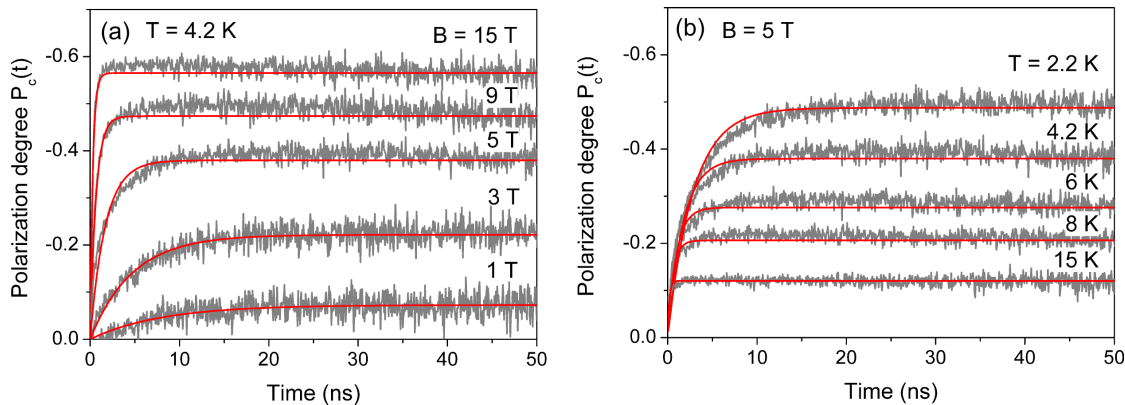 (a) T = 4.2 K B = 15 T
9 T
5 T
3 T
1 T
-0.6
-0.4
-0.2
0.0
0 10 20 30 40 50
Time (ns)
Polarization degree P_c(t)
(b) B = 5 T
T = 2.2 K
4.2 K
6 K
8 K
15 K
-0.6
-0.4
-0.2
0.0
0 10 20 30 40 50
Time (ns)
Polarization degree P_c(t)